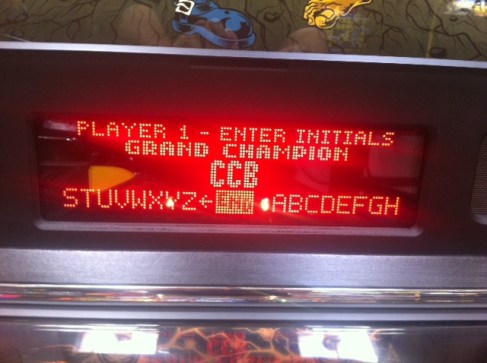 PLAYER 1 - ENTER INITIALS
GRAND CHAMPION
CCB
STUVWXYZ← ABCDEFGH